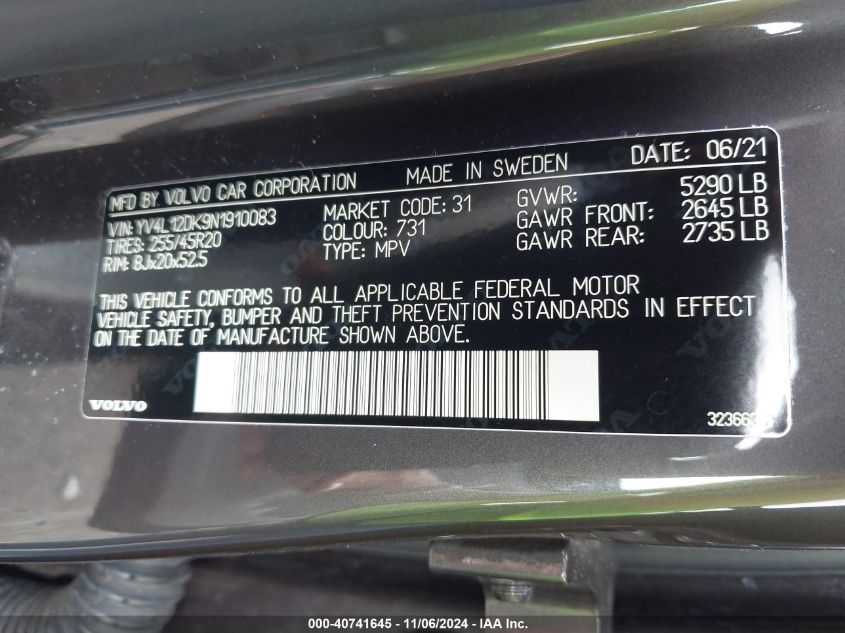 MFD BY VOLVO CAR CORPORATION MADE IN SWEDEN DATE: 06/21
VIN: YV4L12DK9N1910083 MARKET CODE: 31 GVWR: 5290 LB
TIRES: 255/45R20 COLOUR: 731 GAWR FRONT: 2645 LB
RIM: 8Jx20x52.5 TYPE: MPV GAWR REAR: 2735 LB
THIS VEHICLE CONFORMS TO ALL APPLICABLE FEDERAL MOTOR
VEHICLE SAFETY, BUMPER AND THEFT PREVENTION STANDARDS IN EFFECT
ON THE DATE OF MANUFACTURE SHOWN ABOVE.
VOLVO
000-40741645 - 11/06/2024 - IAA Inc.